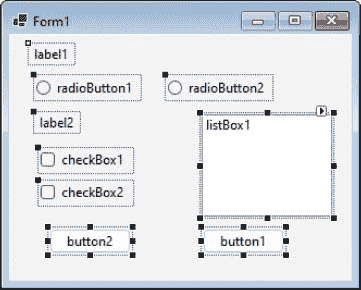 Form1
label1
radioButton1 radioButton2
label2
listBox1
checkBox1
checkBox2
button2 button1